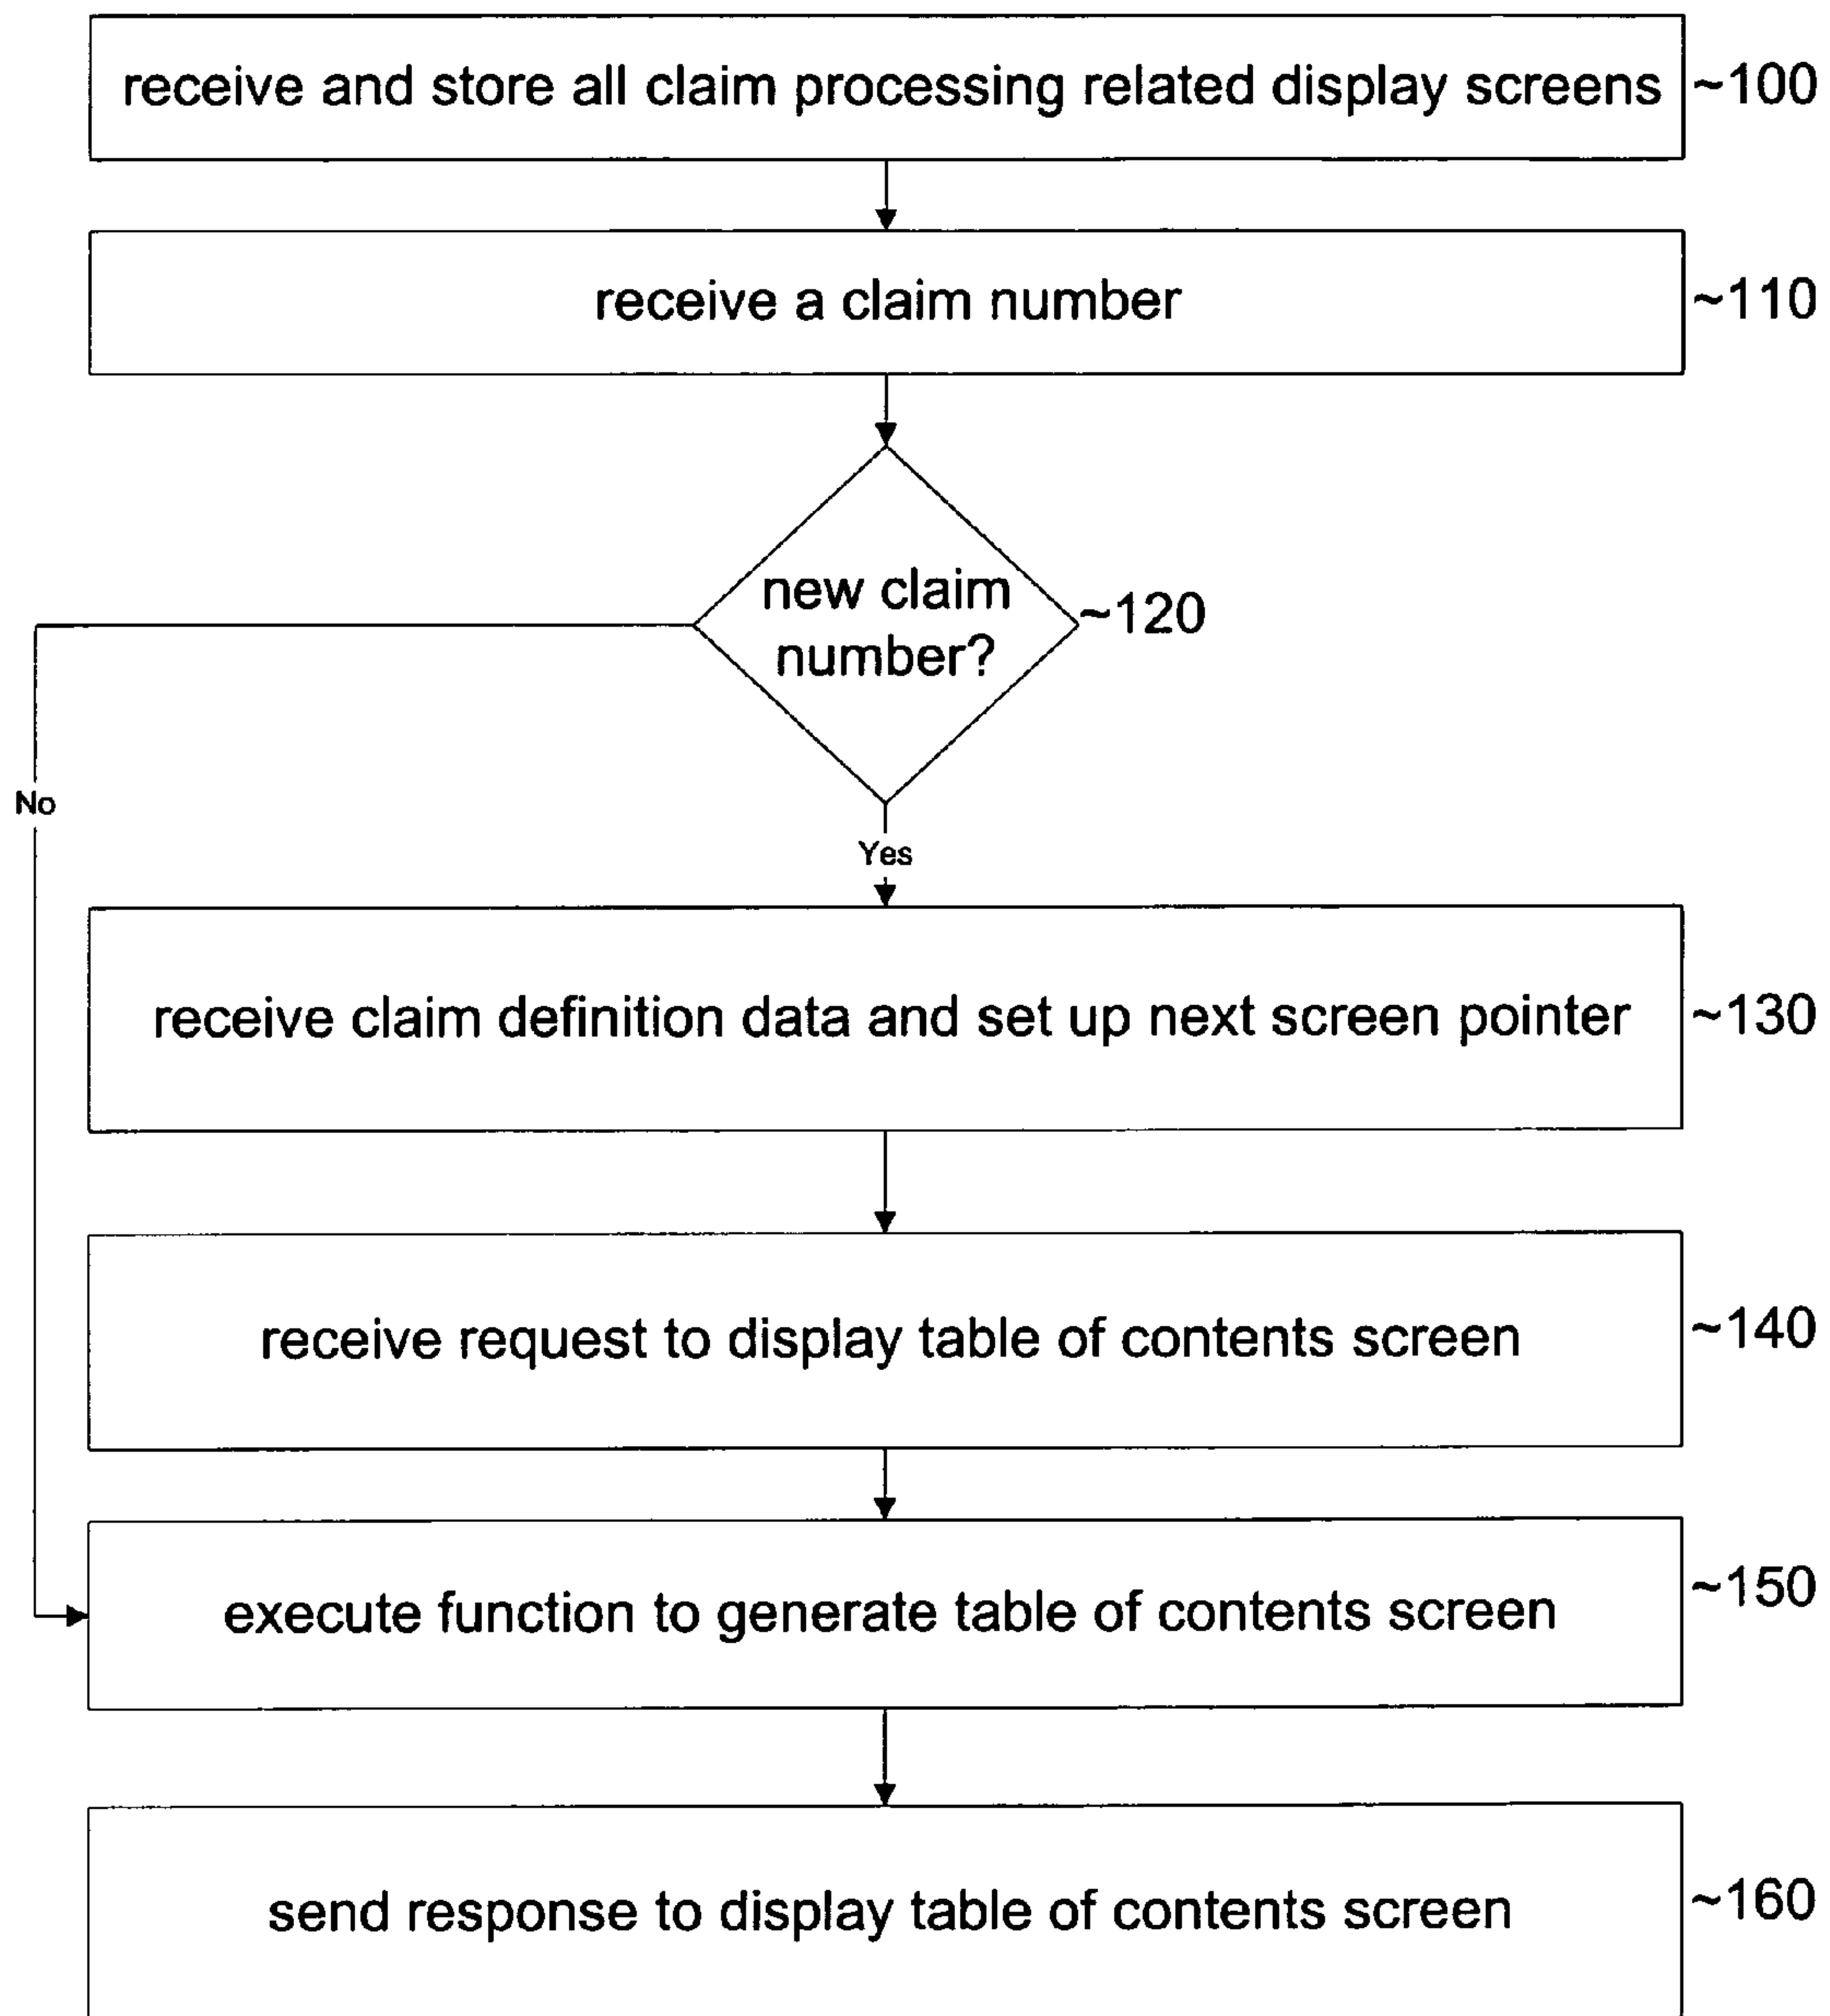 receive and store all claim processing related display screens ~100
receive a claim number ~110
new claim
number?
~120
No
Yes
receive claim definition data and set up next screen pointer ~130
receive request to display table of contents screen ~140
execute function to generate table of contents screen ~150
send response to display table of contents screen ~160